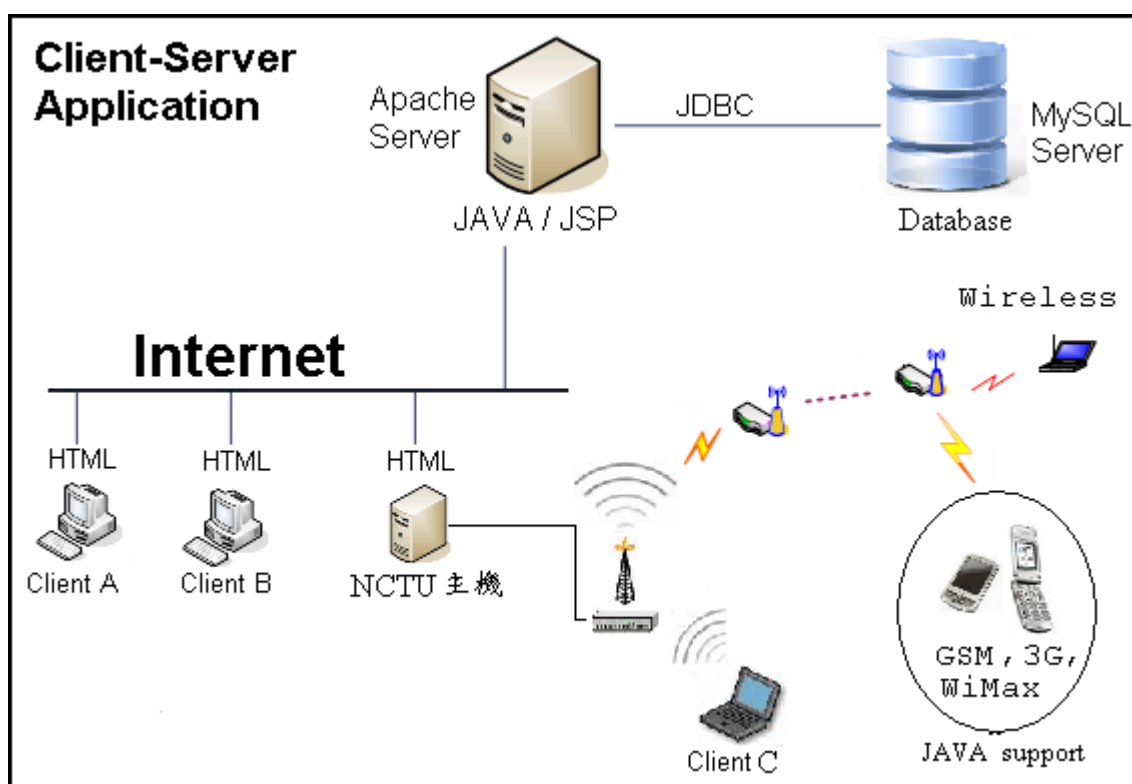 Client-Server
Application
Apache
Server
JDBC
MySQL
Server
JAVA / JSP
Database
Wireless
Internet
HTML
HTML
HTML
Client A
Client B
NCTU 主機
GSM , 3G,
WiMax
JAVA support
Client C